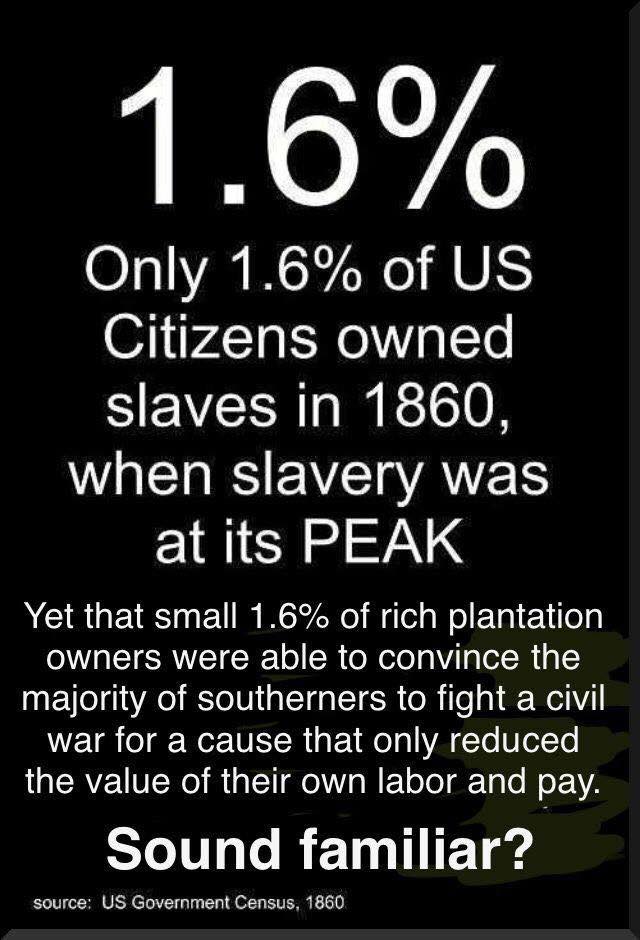 1.6%
Only 1.6% of US
Citizens owned
slaves in 1860,
when slavery was
at its PEAK
Yet that small 1.6% of rich plantation
owners were able to convince the
majority of southerners to fight a civil
war for a cause that only reduced
the value of their own labor and pay.
Sound familiar?
source: US Government Census, 1860